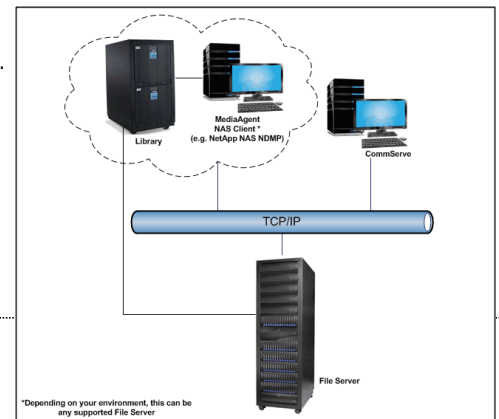 MediaAgent
NAS Client *
(e.g. NetApp NAS NDMP)
Library
CommServe
TCP/IP
File Server
*Depending on your environment, this can be
any supported File Server